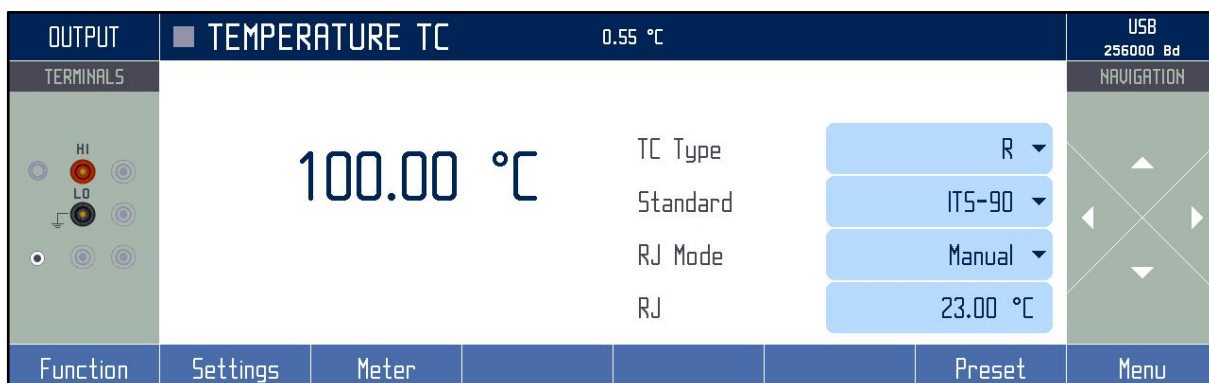 OUTPUT
TEMPERATURE TC
0.55 °C
USB
256000 Bd
TERMINALS
NAVIGATION
HI
LO
100.00 °C
TC Type
R
Standard
ITS-90
RJ Mode
Manual
RJ
23.00 °C
Function
Settings
Meter
Preset
Menu